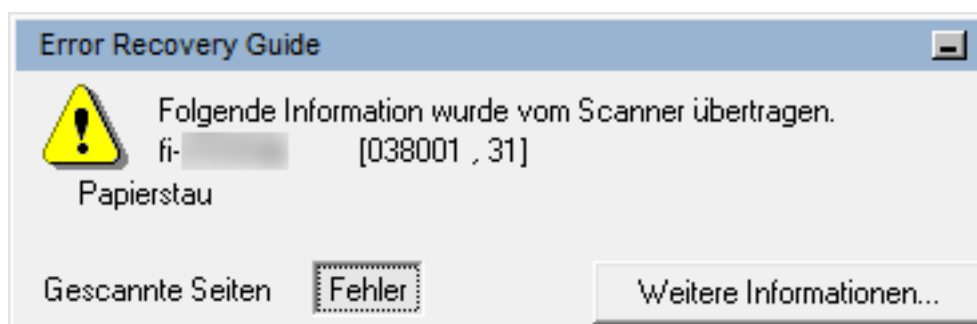 Error Recovery Guide
Folgende Information wurde vom Scanner übertragen.
fi- [038001 , 31]
Papierstau
Gescannte Seiten Fehler Weitere Informationen...